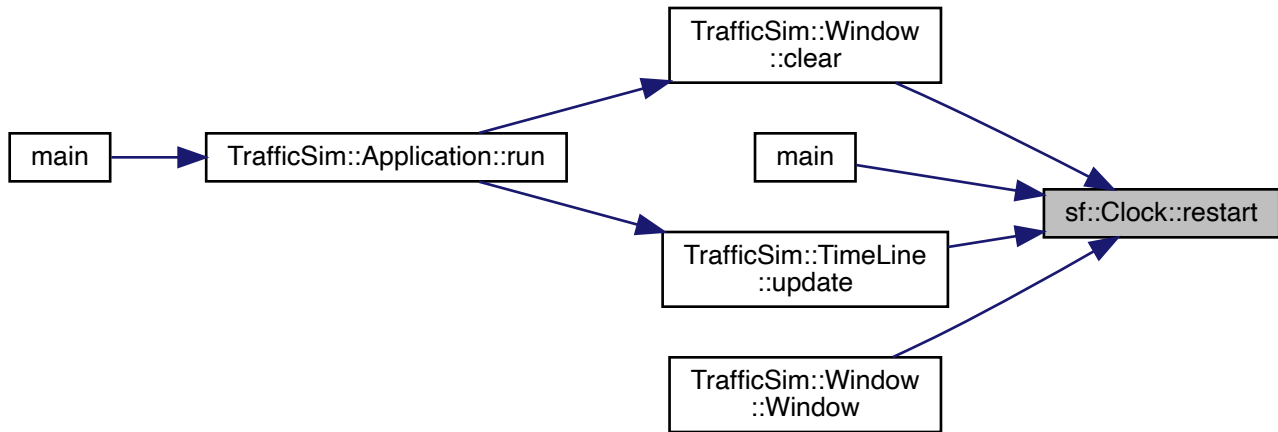 TrafficSim::Window
::clear
main
TrafficSim::Application::run
main
sf::Clock::restart
TrafficSim::TimeLine
::update
TrafficSim::Window
::Window